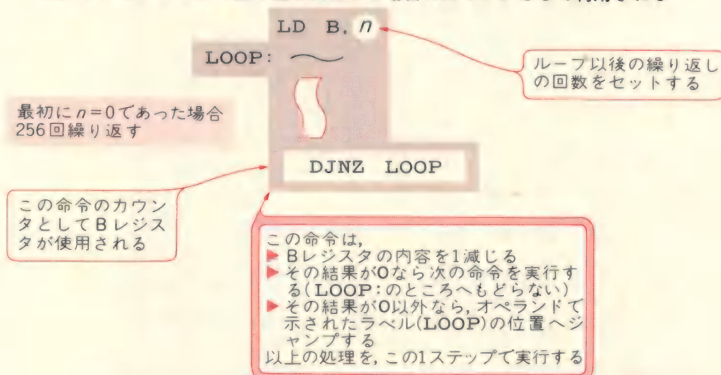 LD B, n
LOOP:
ループ以後の繰り返し
の回数をセットする
最初にn=0であった場合
256回繰り返す
DJNZ LOOP
この命令のカウン
タとしてBレジス
タが使用される
この命令は,
▶Bレジスタの内容を1減じる
▶その結果が0なら次の命令を実行す
る(LOOP:のところへもどらない)
▶その結果が0以外なら,オペランドで
示されたラベル(LOOP)の位置へジ
ャンプする
以上の処理を,この1ステップで実行する